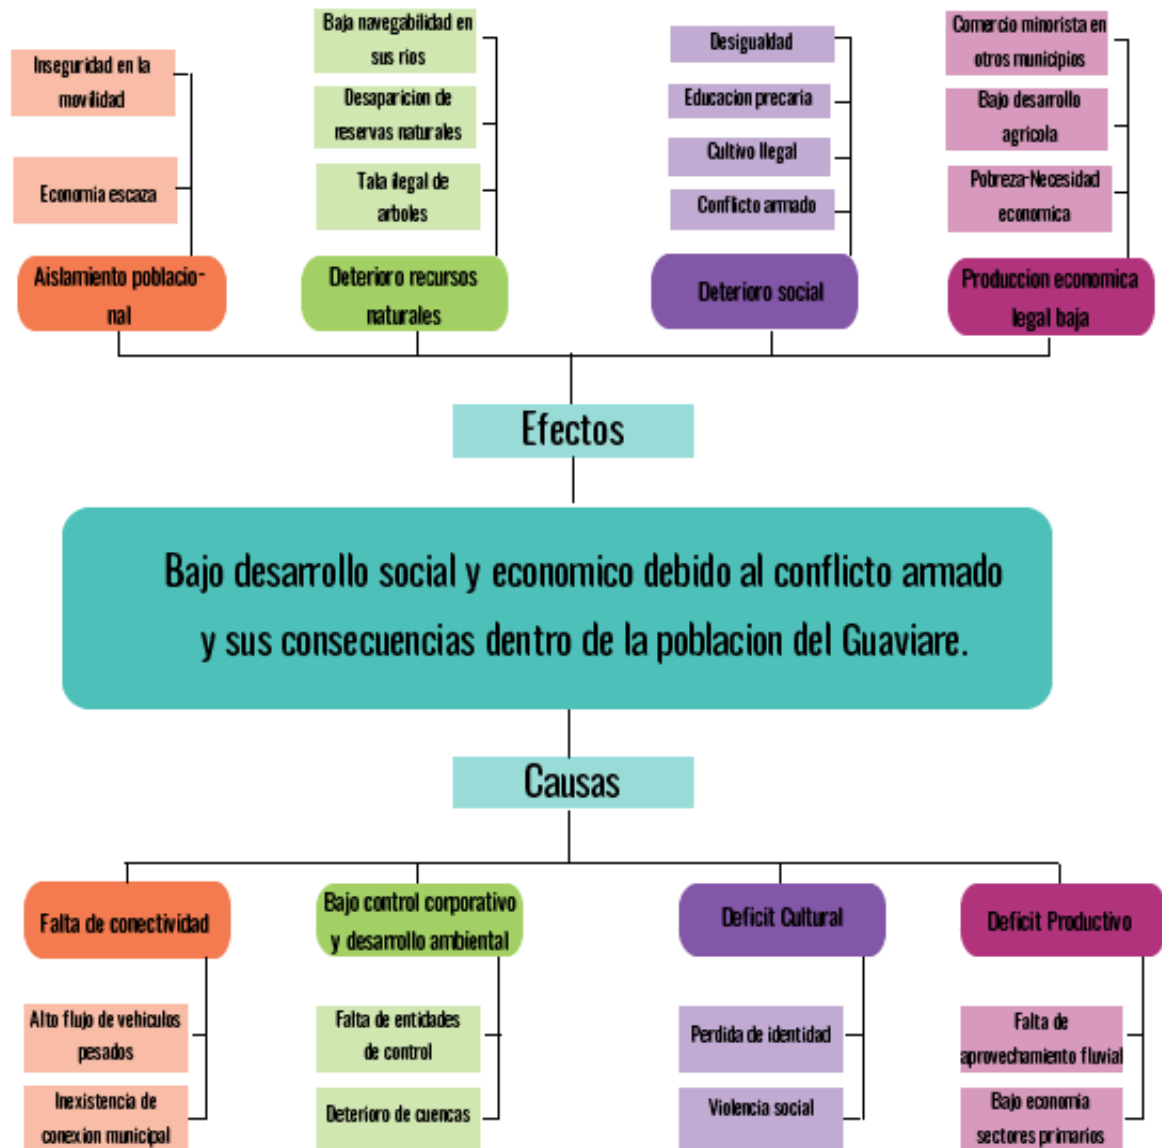 Inseguridad en la
movilidad
Economia escaza
Aislamiento poblacio-
nal
Baja navegabilidad en
sus rios
Desaparicion de
reservas naturales
Tala ilegal de
arboles
Deterioro recursos
naturales
Desigualdad
Educacion precaria
Cultivo Ilegal
Conflicto armado
Deterioro social
Comercio minorista en
otros municipios
Bajo desarrollo
agricola
Pobreza-Necesidad
economica
Produccion economica
legal baja
Efectos
Bajo desarrollo social y economico debido al conflicto armado
y sus consecuencias dentro de la poblacion del Guaviare.
Causas
Falta de conectividad
Alto flujo de vehiculos
pesados
Inexistencia de
conexion municipal
Bajo control corporativo
y desarrollo ambiental
Falta de entidades
de control
Deterioro de cuencas
Deficit Cultural
Perdida de identidad
Violencia social
Deficit Productivo
Falta de
aprovechamiento fluvial
Bajo economia
sectores primarios